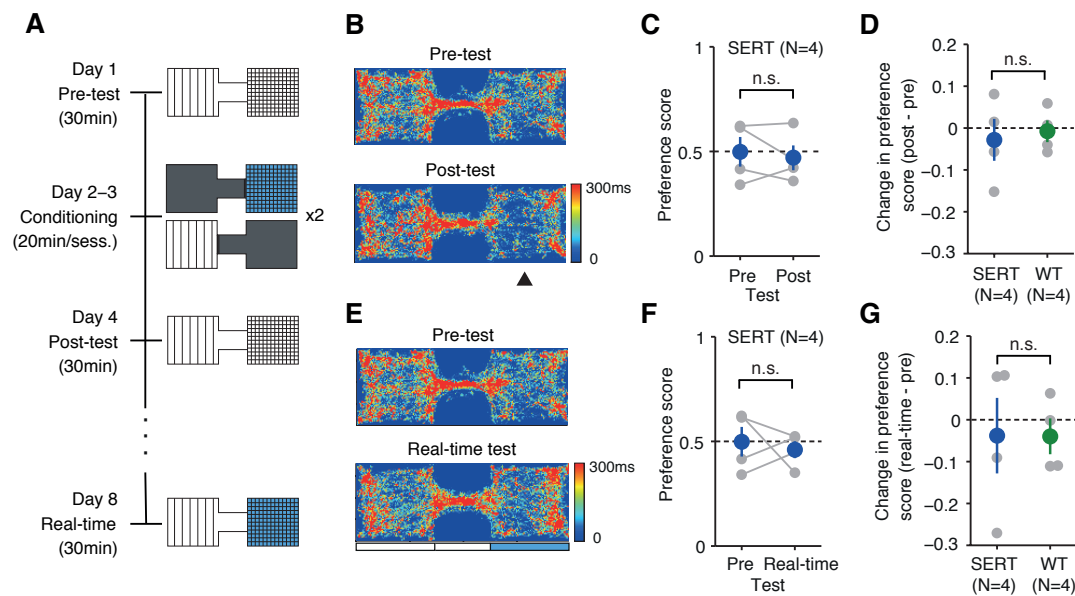 A
Day 1
Pre-test
(30min)
Day 2–3
Conditioning
(20min/sess.)
x2
Day 4
Post-test
(30min)
Day 8
Real-time
(30min)
B
Pre-test
Post-test
300ms
0
C
SERT (N=4)
n.s.
Preference score
1
0.5
0
Pre Post
Test
D
n.s.
Change in preference
score (post - pre)
0.2
0.1
0
−0.1
−0.2
−0.3
SERT WT
(N=4) (N=4)
E
Pre-test
Real-time test
300ms
0
F
SERT (N=4)
n.s.
Preference score
1
0.5
0
Pre Real-time
Test
G
n.s.
Change in preference
score (real-time - pre)
0.2
0.1
0
−0.1
−0.2
−0.3
SERT WT
(N=4) (N=4)